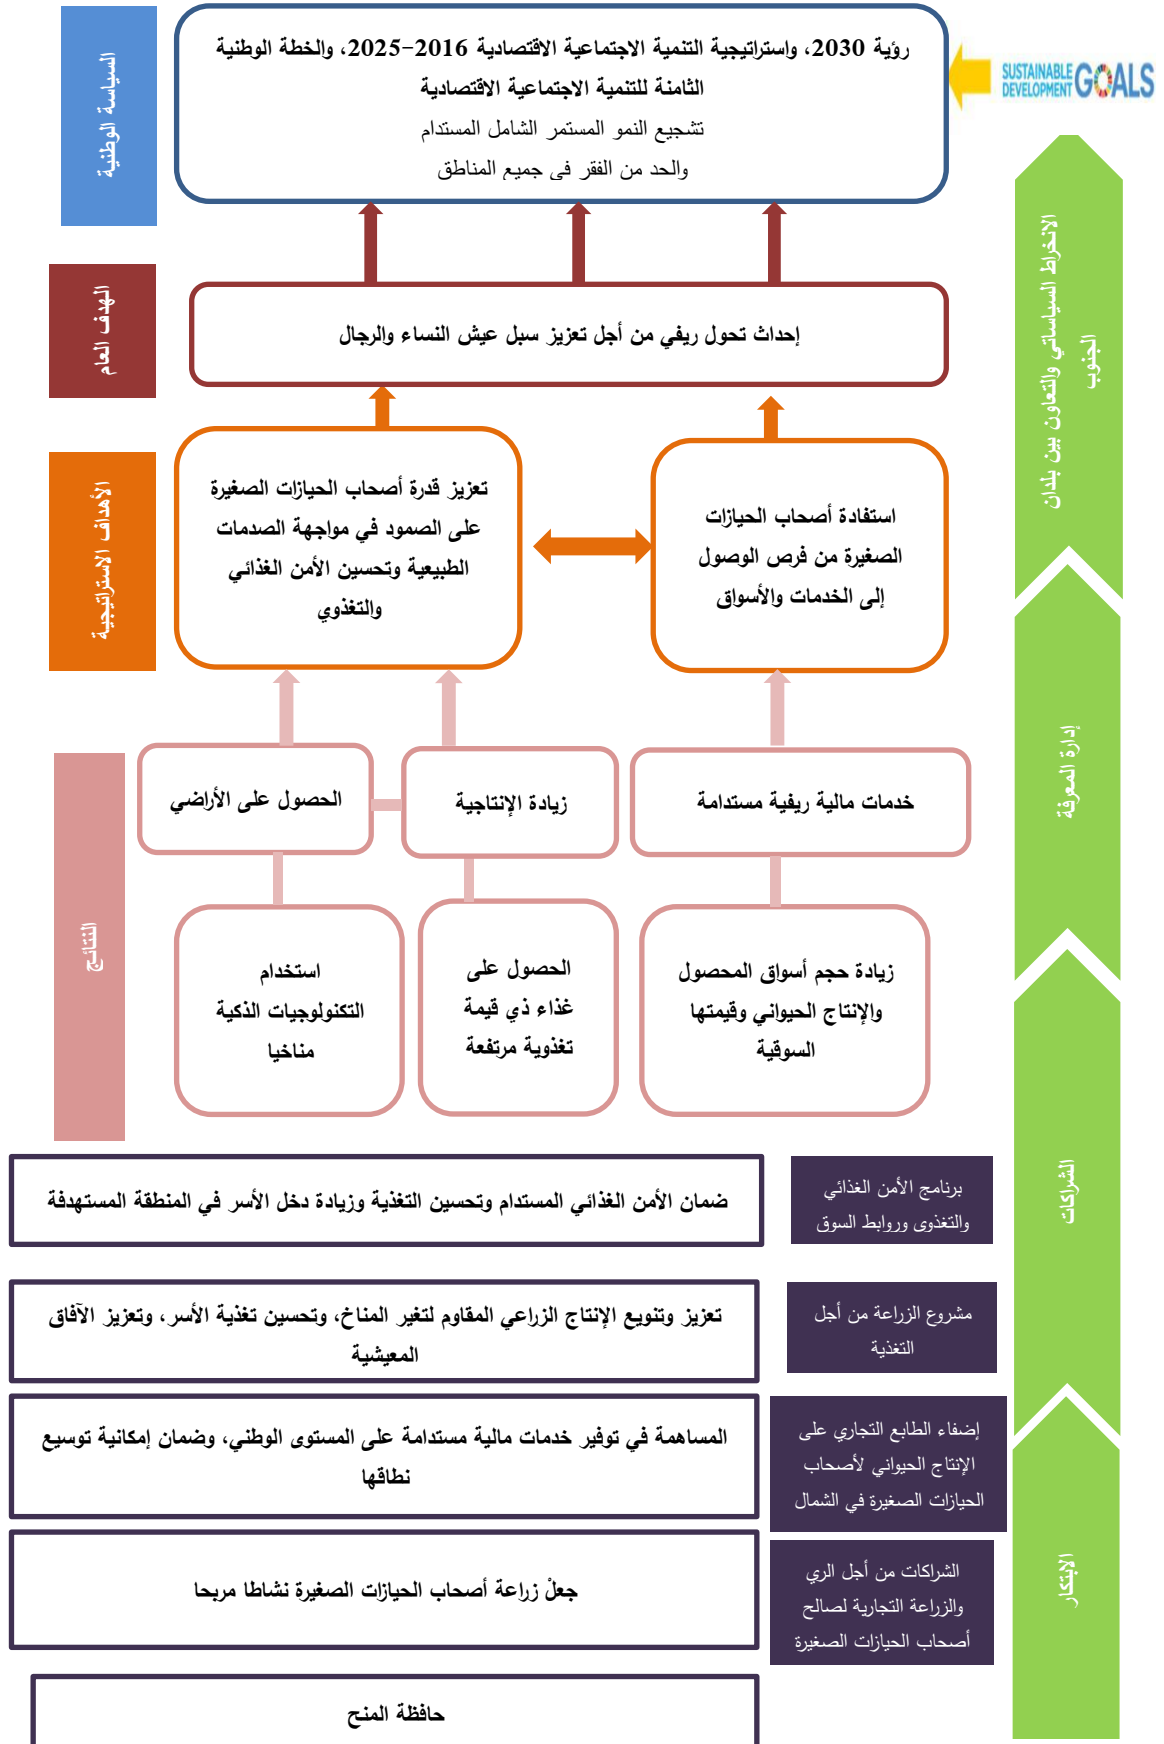 السياسة الوطنية
رؤية 2030، واستراتيجية التنمية الاجتماعية الاقتصادية 2016-2025، والخطة الوطنية
الثامنة للتنمية الاجتماعية الاقتصادية
تشجيع النمو المستمر الشامل المستدام
والحد من الفقر في جميع المناطق
SUSTAINABLE
DEVELOPMENT GOALS
الهدف العام
إحداث تحول ريفي من أجل تعزيز سبل عيش النساء والرجال
الأهداف الاستراتيجية
استفادة أصحاب الحيازات
الصغيرة من فرص الوصول
إلى الخدمات والأسواق
تعزيز قدرة أصحاب الحيازات الصغيرة
على الصمود في مواجهة الصدمات
الطبيعية وتحسين الأمن الغذائي
والتغذوي
النتائج
خدمات مالية ريفية مستدامة
زيادة الإنتاجية
الحصول على الأراضي
زيادة حجم أسواق المحصول
والإنتاج الحيواني وقيمتها
السوقية
الحصول على
غذاء ذي قيمة
تغذوية مرتفعة
استخدام
التكنولوجيات الذكية
مناخيا
برنامج الأمن الغذائي
والتغذوي وروابط السوق
ضمان الأمن الغذائي المستدام وتحسين التغذية وزيادة دخل الأسر في المنطقة المستهدفة
مشروع الزراعة من أجل
التغذية
تعزيز وتنويع الإنتاج الزراعي المقاوم لتغير المناخ، وتحسين تغذية الأسر، وتعزيز الآفاق
المعيشية
إضفاء الطابع التجاري على
الإنتاج الحيواني لأصحاب
الحيازات الصغيرة في الشمال
المساهمة في توفير خدمات مالية مستدامة على المستوى الوطني، وضمان إمكانية توسيع
نطاقها
الشراكات من أجل الري
والزراعة التجارية لصالح
أصحاب الحيازات الصغيرة
جعلْ زراعة أصحاب الحيازات الصغيرة نشاطا مربحا
حافظة المنح
الانخراط السياساتي والتعاون بين بلدان
الجنوب
إدارة المعرفة
الشراكات
الابتكار